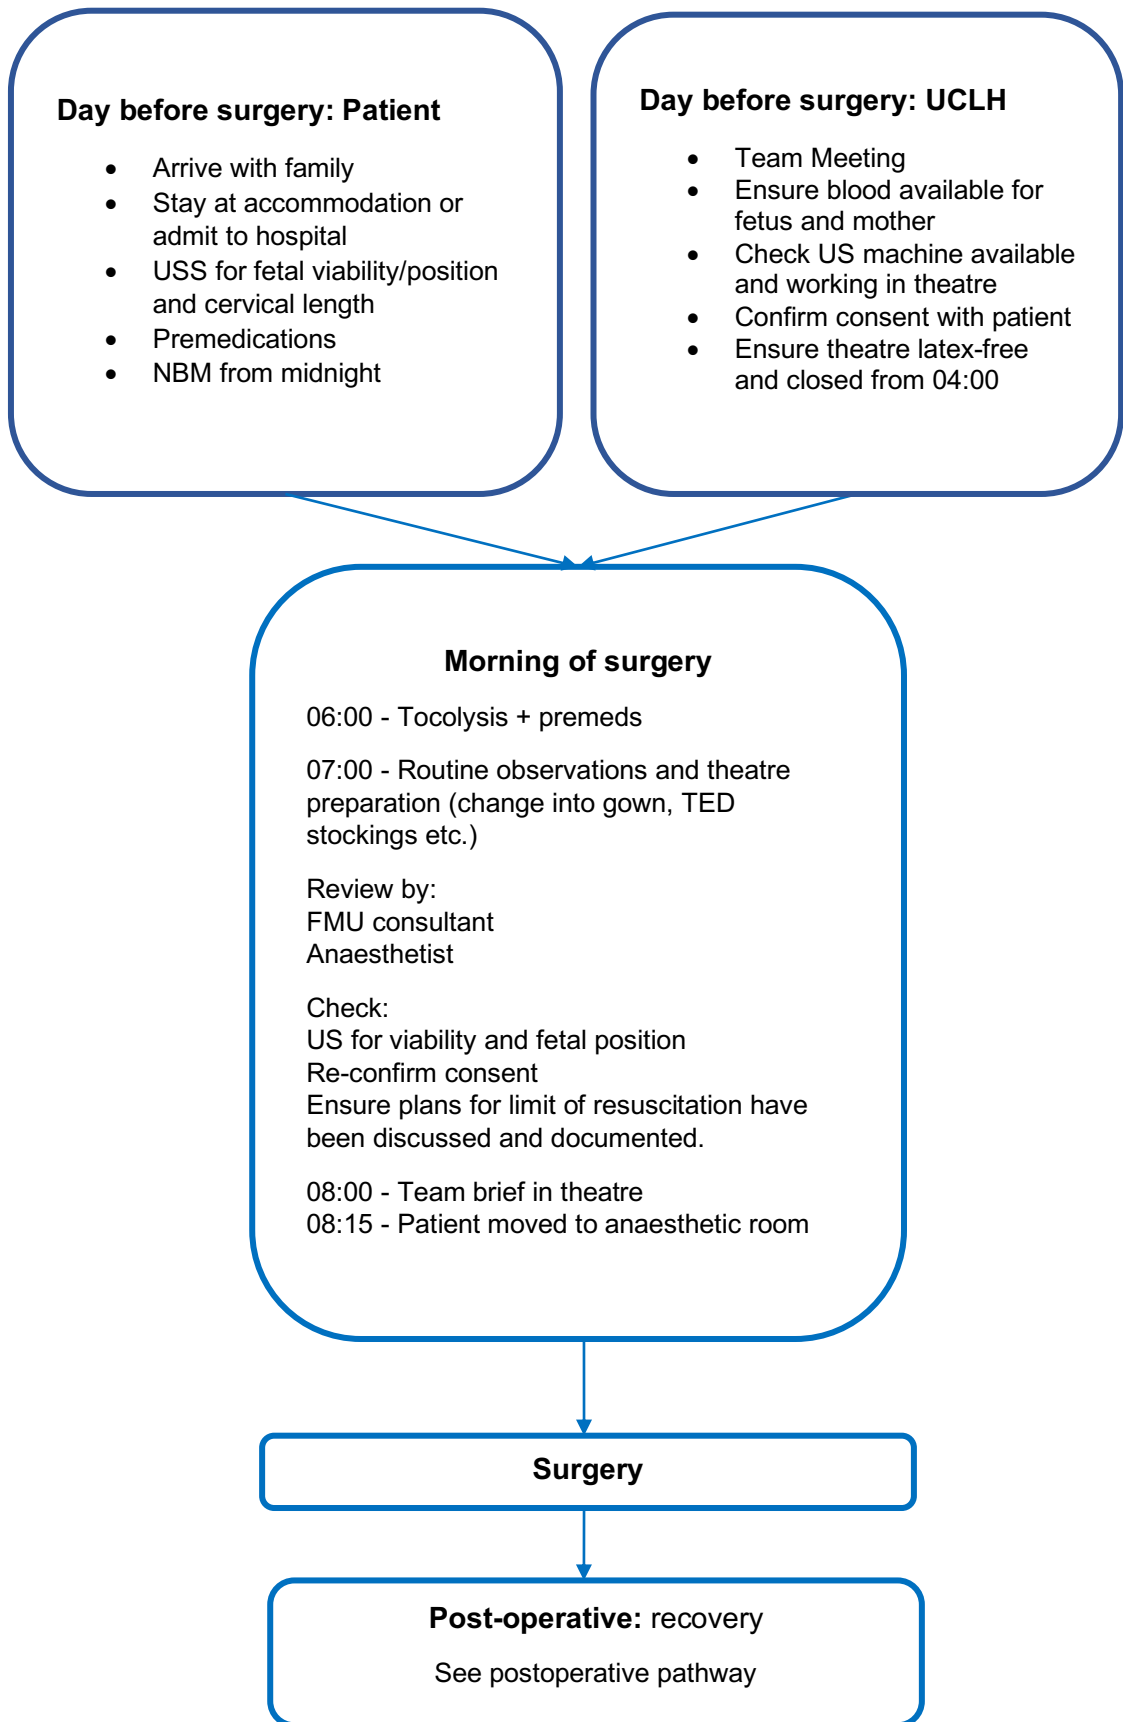 Day before surgery: Patient
• Arrive with family
• Stay at accommodation or
admit to hospital
• USS for fetal viability/position
and cervical length
• Premedications
• NBM from midnight
Day before surgery: UCLH
• Team Meeting
• Ensure blood available for
fetus and mother
• Check US machine available
and working in theatre
• Confirm consent with patient
• Ensure theatre latex-free
and closed from 04:00
Morning of surgery
06:00 - Tocolysis + premeds
07:00 - Routine observations and theatre
preparation (change into gown, TED
stockings etc.)
Review by:
FMU consultant
Anaesthetist
Check:
US for viability and fetal position
Re-confirm consent
Ensure plans for limit of resuscitation have
been discussed and documented.
08:00 - Team brief in theatre
08:15 - Patient moved to anaesthetic room
Surgery
Post-operative: recovery
See postoperative pathway